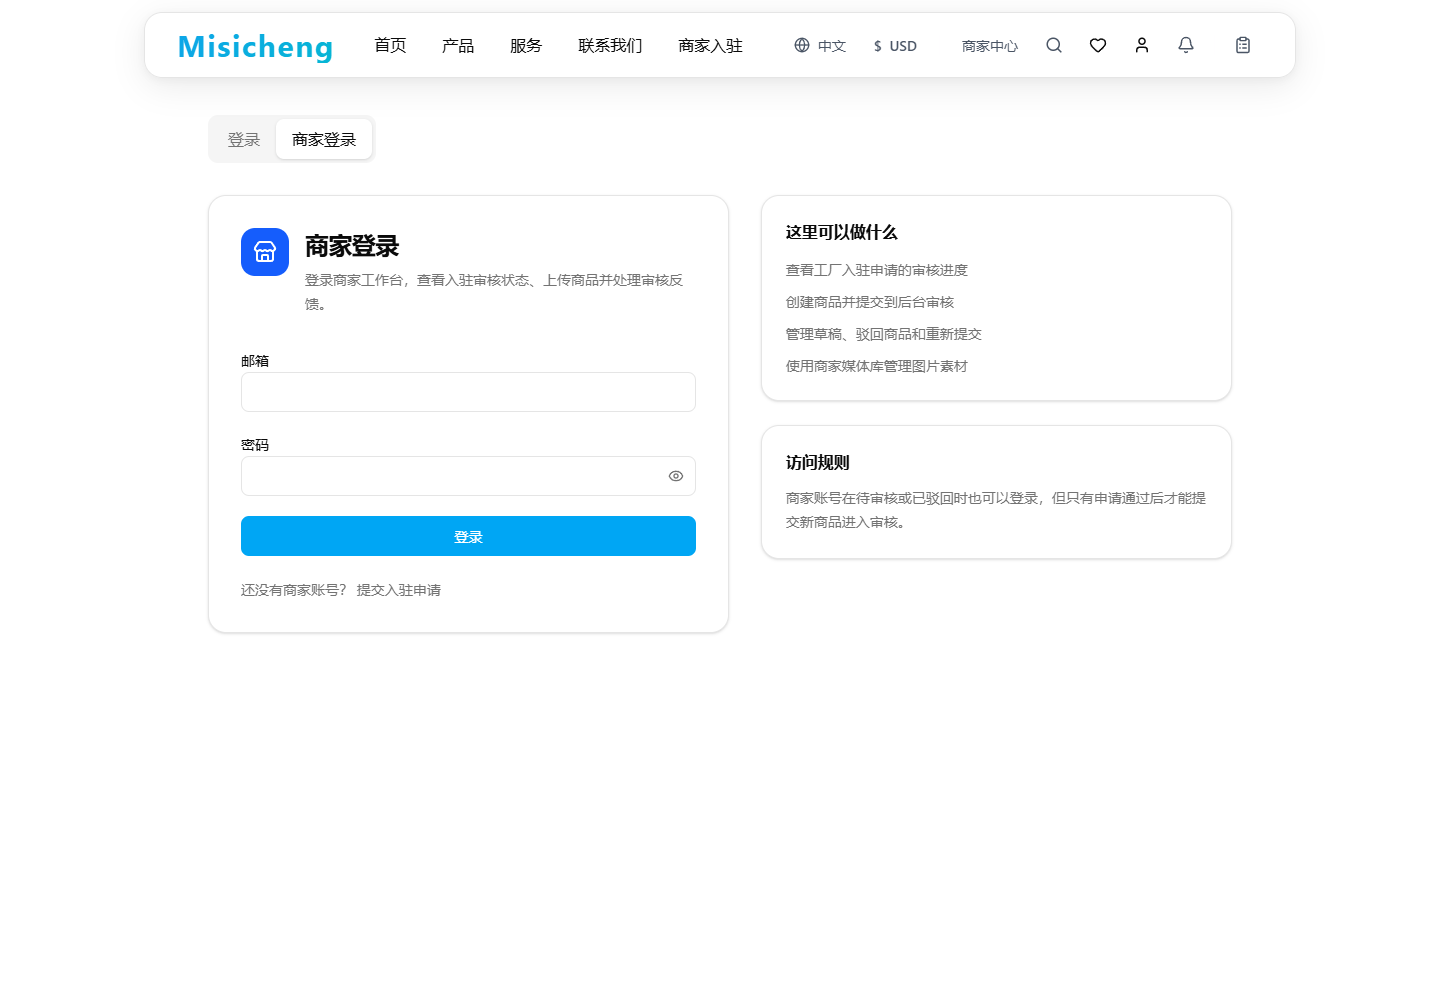 Misicheng
首页
产品
服务
联系我们
商家入驻
中文
$ USD
商家中心
登录
商家登录
商家登录
登录商家工作台，查看入驻审核状态、上传商品并处理审核反
馈。
邮箱
密码
登录
还没有商家账号？ 提交入驻申请
这里可以做什么
查看工厂入驻申请的审核进度
创建商品并提交到后台审核
管理草稿、驳回商品和重新提交
使用商家媒体库管理图片素材
访问规则
商家账号在待审核或已驳回时也可以登录，但只有申请通过后才能提
交新商品进入审核。